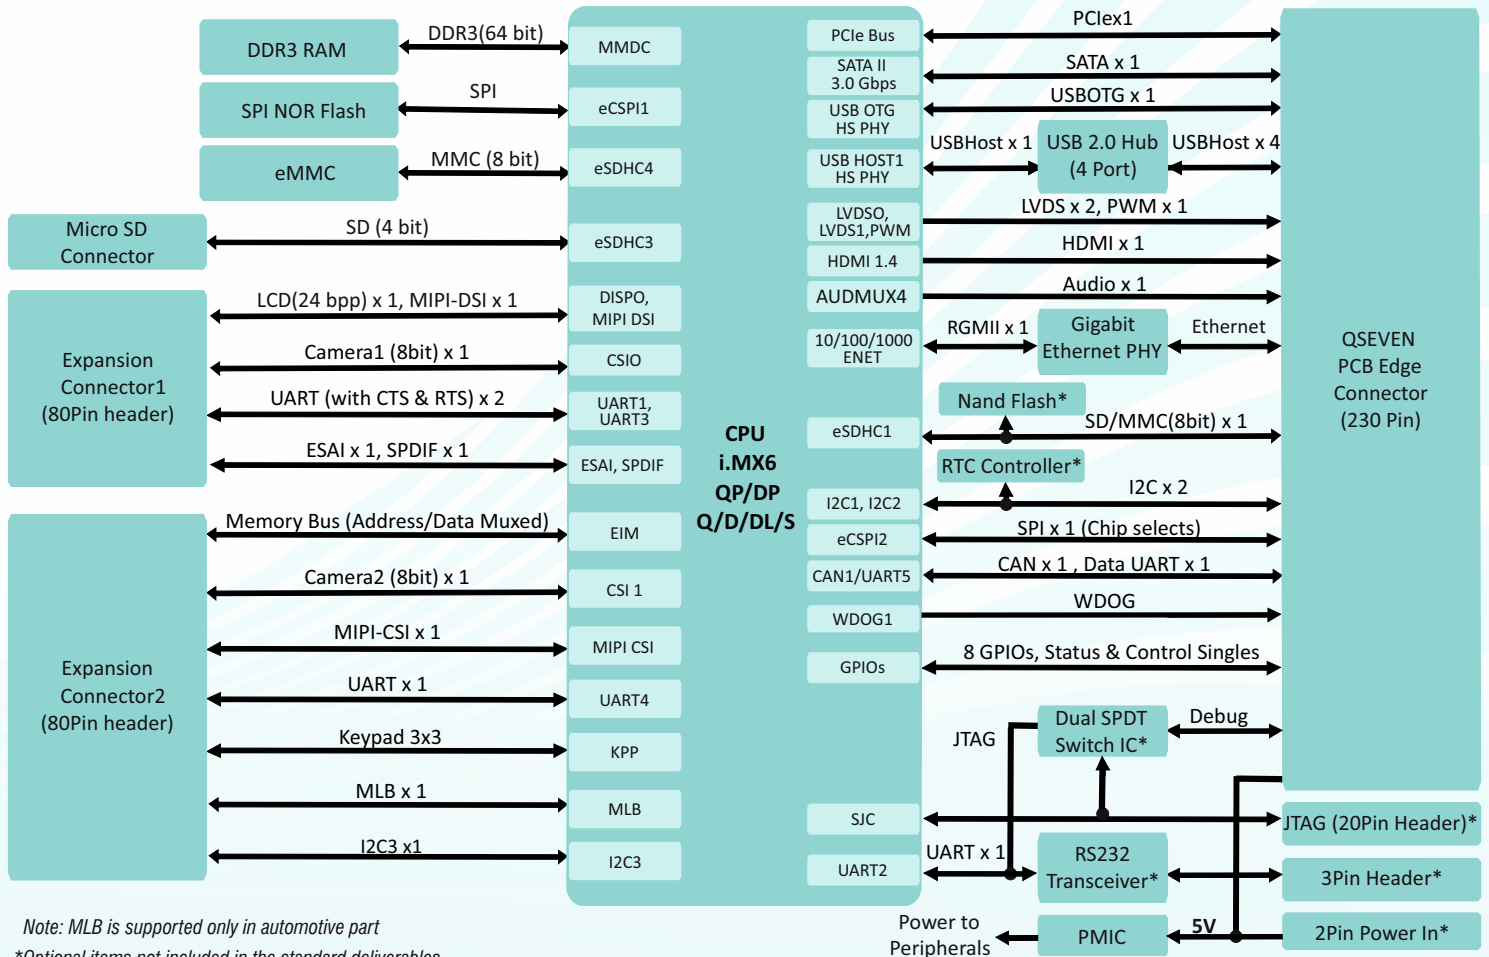 DDR3 RAM
DDR3(64 bit)
MMDC
SPI NOR Flash
SPI
eCSPI1
eMMC
MMC (8 bit)
eSDHC4
Micro SD
Connector
SD (4 bit)
eSDHC3
Expansion
Connector1
(80Pin header)
LCD(24 bpp) x 1, MIPI-DSI x 1
DISPO,
MIPI DSI
Camera1 (8bit) x 1
CSIO
UART (with CTS & RTS) x 2
UART1,
UART3
ESAI x 1, SPDIF x 1
ESAI, SPDIF
Expansion
Connector2
(80Pin header)
Memory Bus (Address/Data Muxed)
EIM
Camera2 (8bit) x 1
CSI 1
MIPI-CSI x 1
MIPI CSI
UART x 1
UART4
Keypad 3x3
KPP
MLB x 1
MLB
I2C3 x1
I2C3
CPU
i.MX6
QP/DP
Q/D/DL/S
PCIe Bus
PCIex1
SATA II
3.0 Gbps
SATA x 1
USB OTG
HS PHY
USBOTG x 1
USB HOST1
HS PHY
USBHost x 1
USB 2.0 Hub
(4 Port)
USBHost x 4
LVDSO,
LVDS1,PWM
LVDS x 2, PWM x 1
HDMI 1.4
HDMI x 1
AUDMUX4
Audio x 1
10/100/1000
ENET
RGMII x 1
Gigabit
Ethernet PHY
Ethernet
Nand Flash*
eSDHC1
SD/MMC(8bit) x 1
RTC Controller*
I2C1, I2C2
I2C x 2
eCSPI2
SPI x 1 (Chip selects)
CAN1/UART5
CAN x 1 , Data UART x 1
WDOG1
WDOG
GPIOs
8 GPIOs, Status & Control Singles
QSEVEN
PCB Edge
Connector
(230 Pin)
JTAG
Dual SPDT
Switch IC*
Debug
SJC
JTAG (20Pin Header)*
UART2
UART x 1
RS232
Transceiver*
3Pin Header*
Power to
Peripherals
PMIC
5V
2Pin Power In*
Note: MLB is supported only in automotive part
*Optional items not included in the standard deliverables